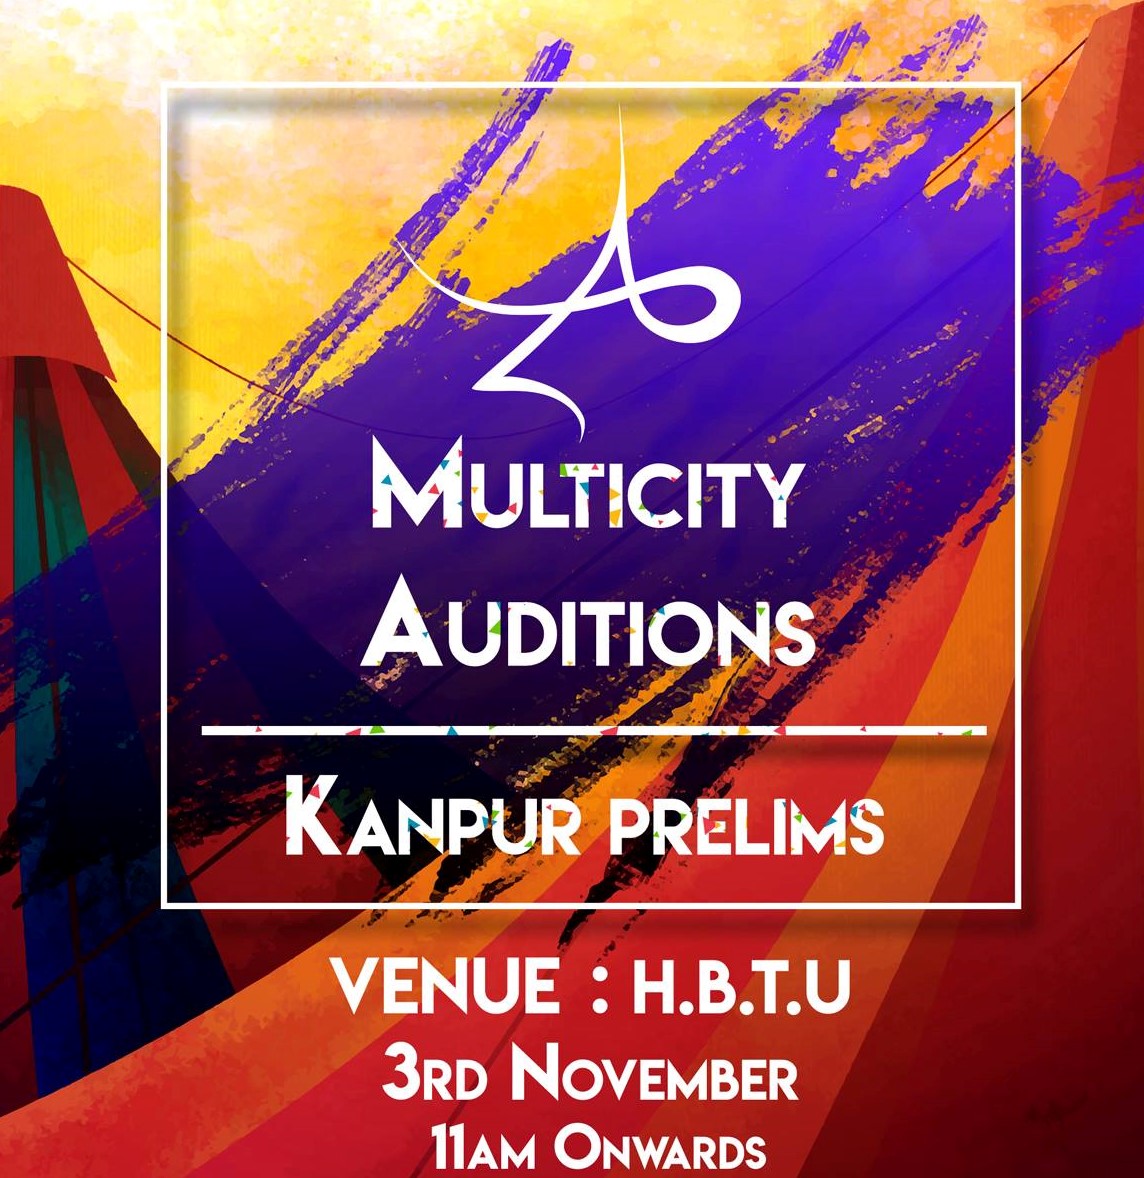 Multicity
Auditions
Kanpur prelims
VENUE : H.B.T.U
3rd November
11am Onwards